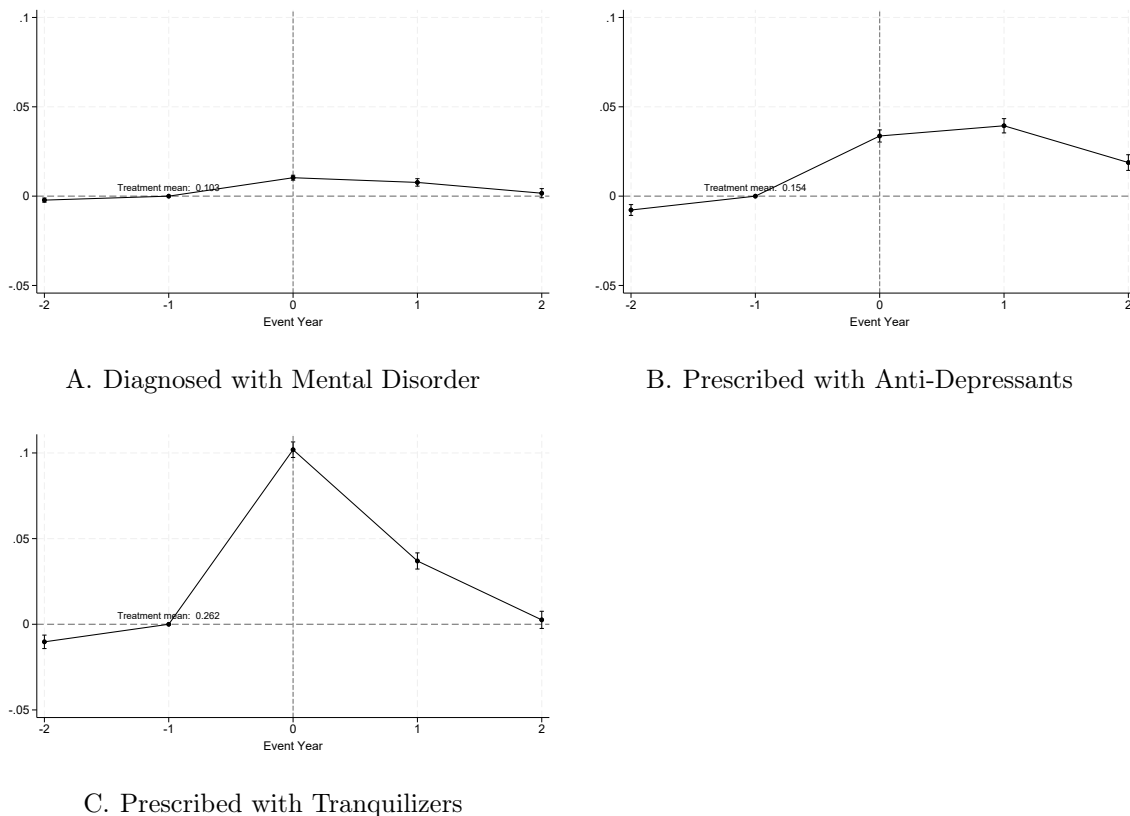 .1
.05
0
-.05
Treatment mean: 0.103
-2 -1 0 1 2
Event Year
A. Diagnosed with Mental Disorder
.1
.05
0
-.05
Treatment mean: 0.154
-2 -1 0 1 2
Event Year
B. Prescribed with Anti-Depressants
.1
.05
0
-.05
Treatment mean: 0.262
-2 -1 0 1 2
Event Year
C. Prescribed with Tranquilizers